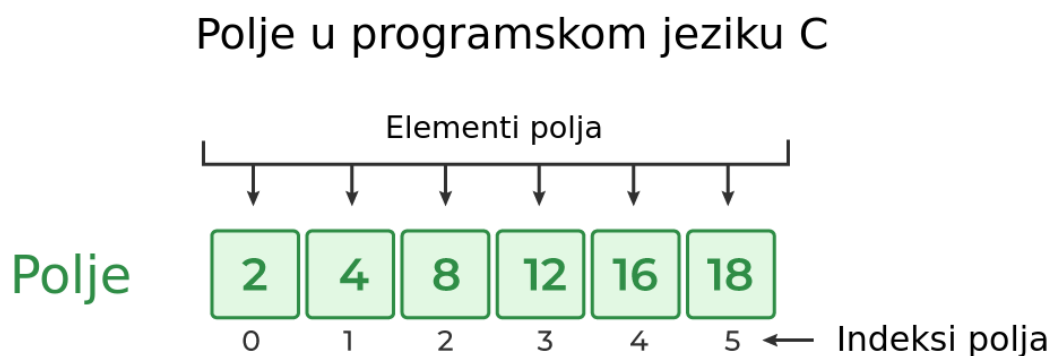 Polje u programskom jeziku C
Elementi polja
Polje 2 4 8 12 16 18
0 1 2 3 4 5 Indeksi polja